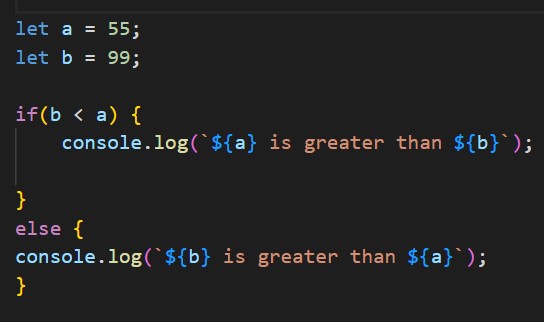 let a = 55;
let b = 99;
if(b < a) {
console.log(`${a} is greater than ${b}`);
}
else {
console.log(`${b} is greater than ${a}`);
}